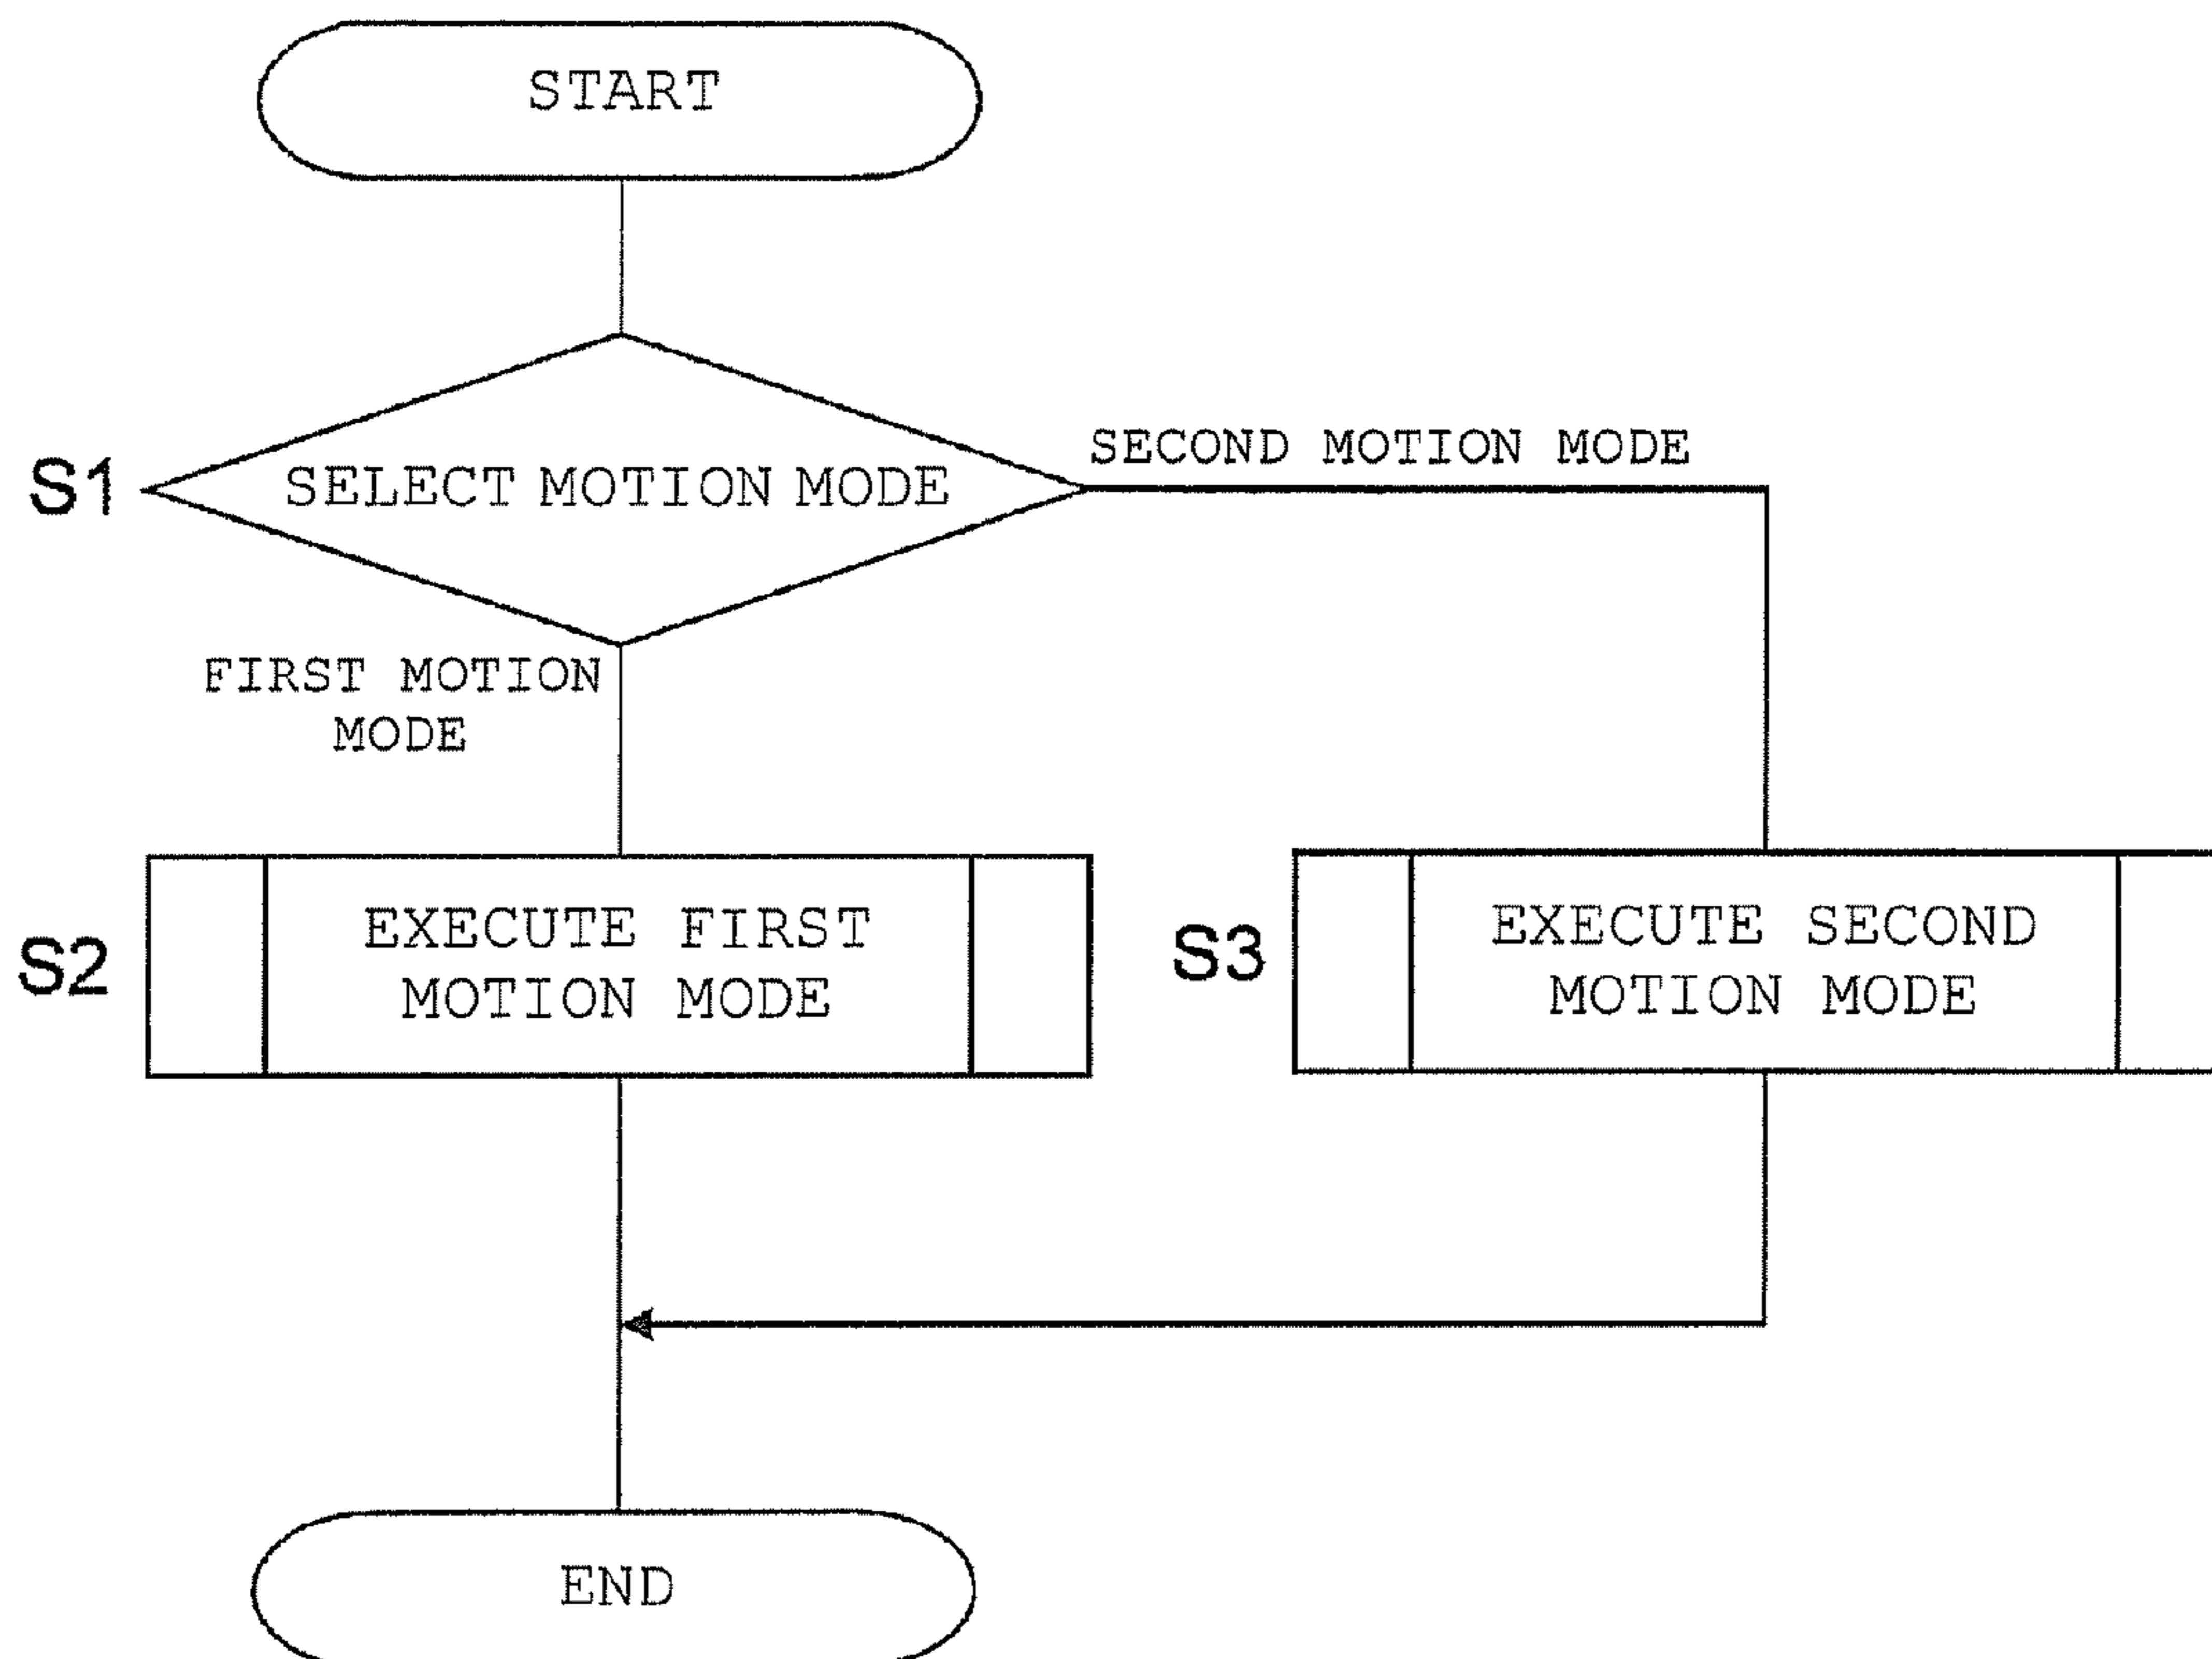 START
S1
SELECT MOTION MODE
SECOND MOTION MODE
FIRST MOTION
MODE
S2
EXECUTE FIRST
MOTION MODE
S3
EXECUTE SECOND
MOTION MODE
END